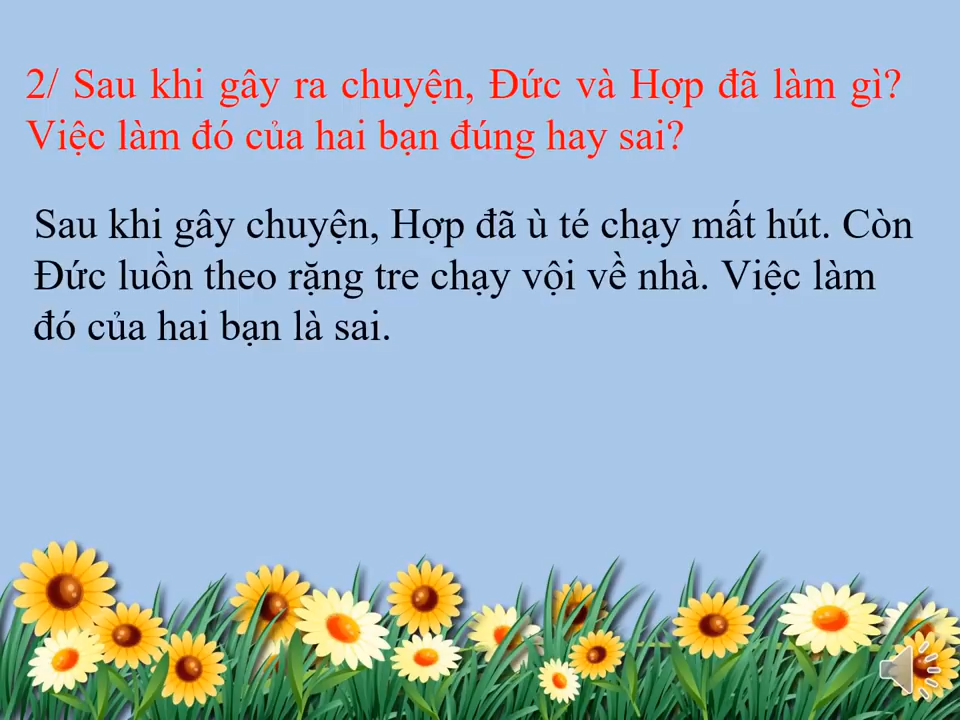 2/ Sau khi gây ra chuyện, Đức và Hợp đã làm gì?
Việc làm đó của hai bạn đúng hay sai?
Sau khi gây chuyện, Hợp đã ù té chạy mất hút. Còn
Đức luồn theo rặng tre chạy vội về nhà. Việc làm
đó của hai bạn là sai.